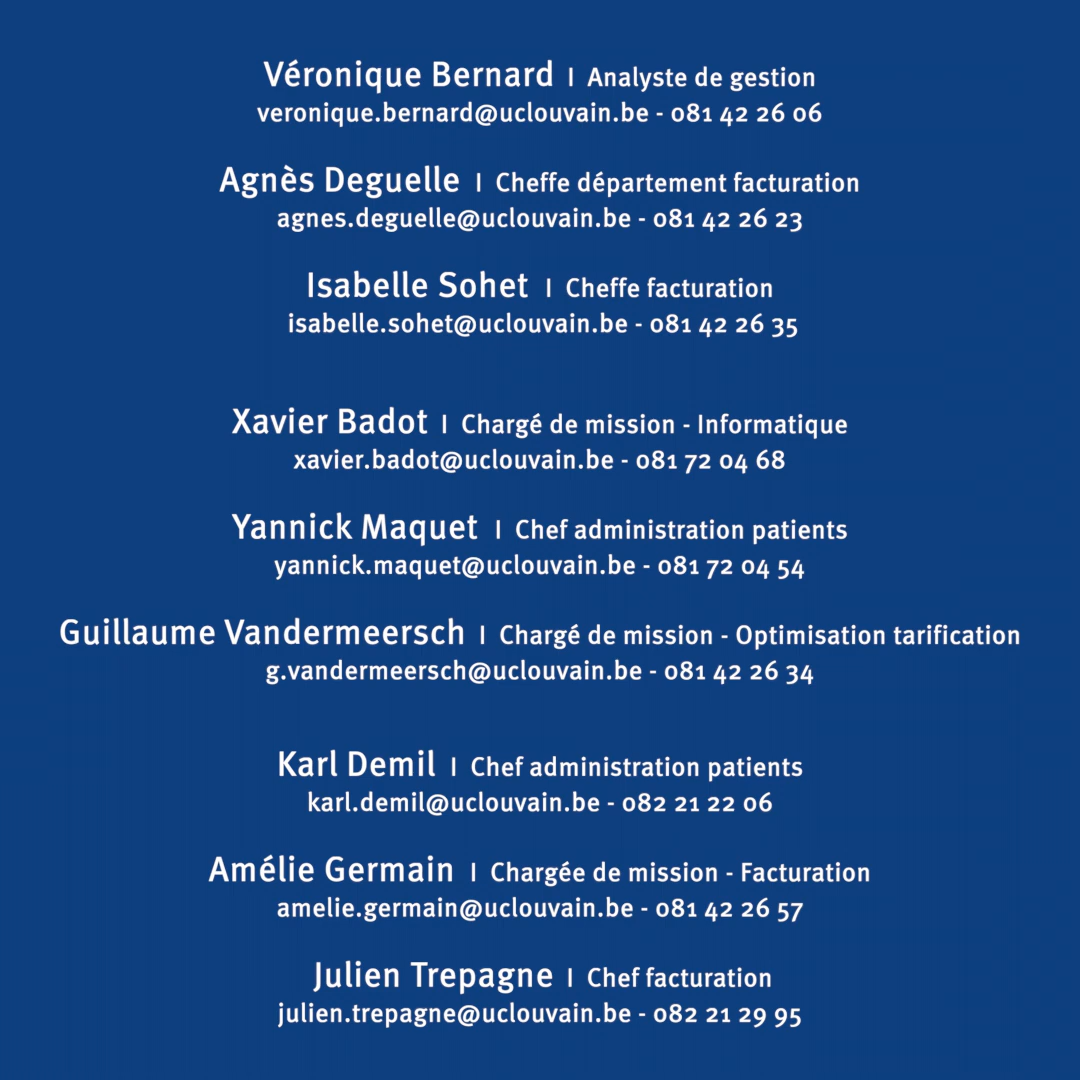 Véronique Bernard I Analyste de gestion
veronique.bernard@uclouvain.be - 081 42 26 06
Agnès Deguelle I Cheffe département facturation
agnes.deguelle@uclouvain.be - 081 42 26 23
Isabelle Sohet I Cheffe facturation
isabelle.sohet@uclouvain.be - 081 42 26 35
Xavier Badot I Chargé de mission - Informatique
xavier.badot@uclouvain.be - 081 72 04 68
Yannick Maquet I Chef administration patients
yannick.maquet@uclouvain.be - 081 72 04 54
Guillaume Vandermeersch I Chargé de mission - Optimisation tarification
g.vandermeersch@uclouvain.be - 081 42 26 34
Karl Demil I Chef administration patients
karl.demil@uclouvain.be - 082 21 22 06
Amélie Germain I Chargée de mission - Facturation
amelie.germain@uclouvain.be - 081 42 26 57
Julien Trepagne I Chef facturation
julien.trepagne@uclouvain.be - 082 21 29 95